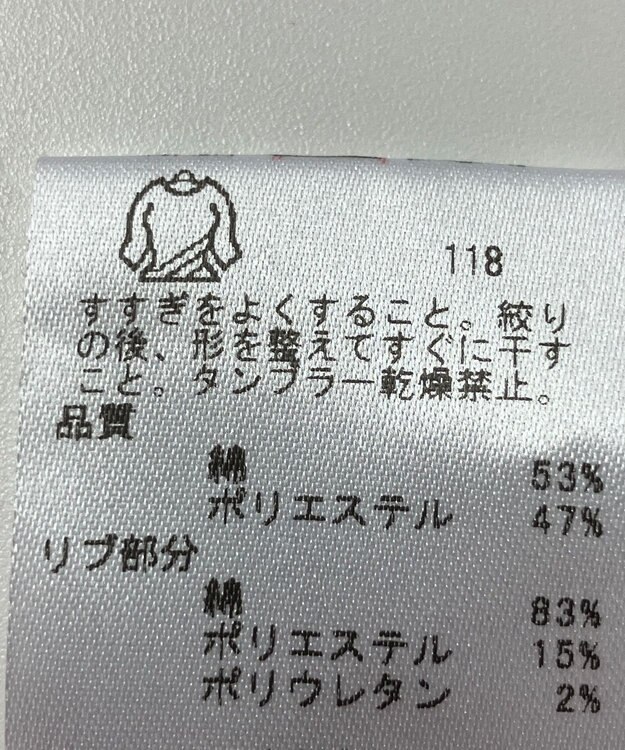 118
すすぎをよくすること。絞り
の後、形を整えてすぐに干す
こと。タンブラー乾燥禁止。
品質
綿 53%
ポリエステル 47%
リブ部分
綿 83%
ポリエステル 15%
ポリウレタン 2%